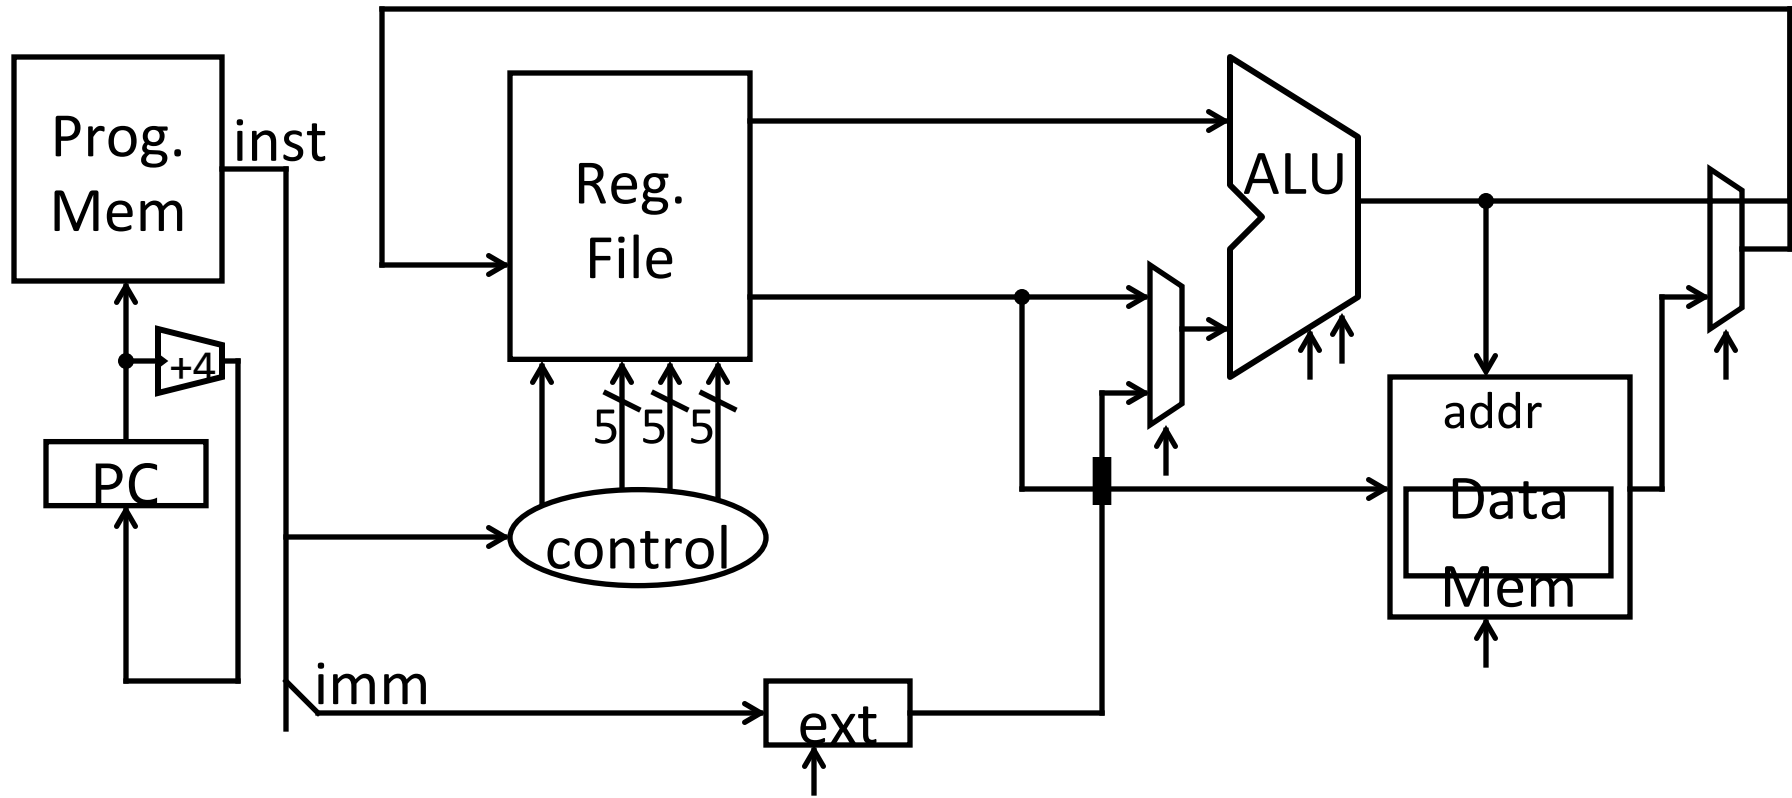 Prog.
Mem
inst
Reg.
File
ALU
+4
PC
5 5 5
control
addr
Data
Mem
imm
ext